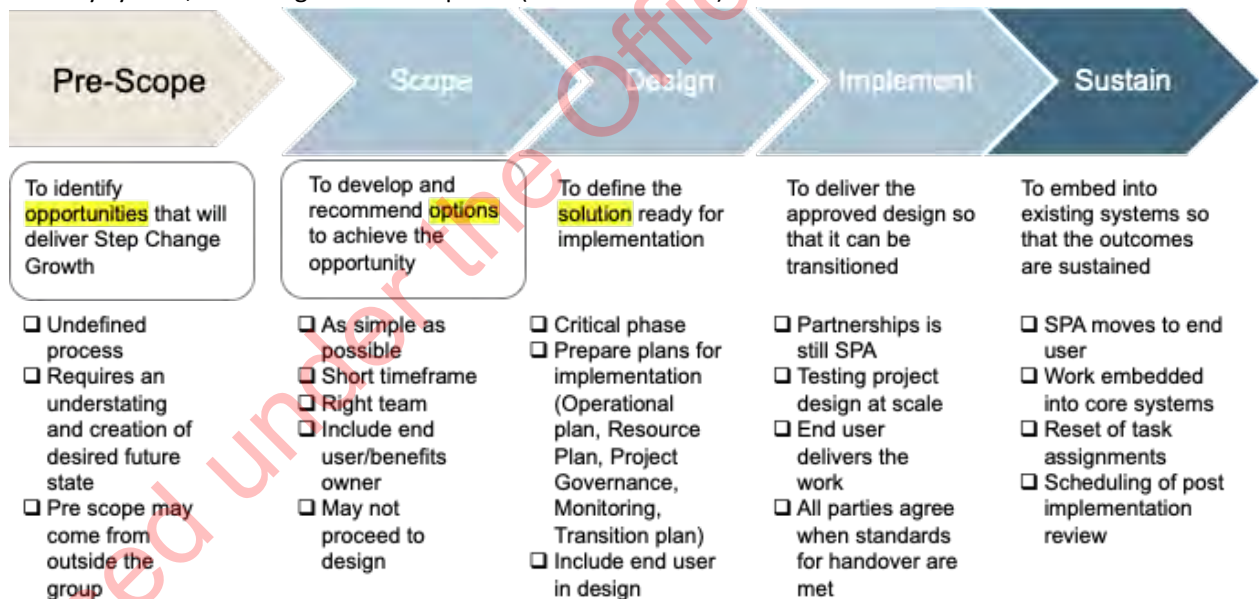 Pre-Scope
Scope
Design
Implement
Sustain
To identify
opportunities that will
deliver Step Change
Growth
❑ Undefined
process
❑ Requires an
understating
and creation of
desired future
state
❑ Pre scope may
come from
outside the
group
To develop and
recommend options
to achieve the
opportunity
❑ As simple as
possible
❑ Short timeframe
❑ Right team
❑ Include end
user/benefits
owner
❑ May not
proceed to
design
To define the
solution ready for
implementation
❑ Critical phase
❑ Prepare plans for
implementation
(Operational
plan, Resource
Plan, Project
Governance,
Monitoring,
Transition plan)
❑ Include end user
in design
To deliver the
approved design so
that it can be
transitioned
❑ Partnerships is
still SPA
❑ Testing project
design at scale
❑ End user
delivers the
work
❑ All parties agree
when standards
for handover are
met
To embed into
existing systems so
that the outcomes
are sustained
❑ SPA moves to end
user
❑ Work embedded
into core systems
❑ Reset of task
assignments
❑ Scheduling of post
implementation
review
ed under the Offic